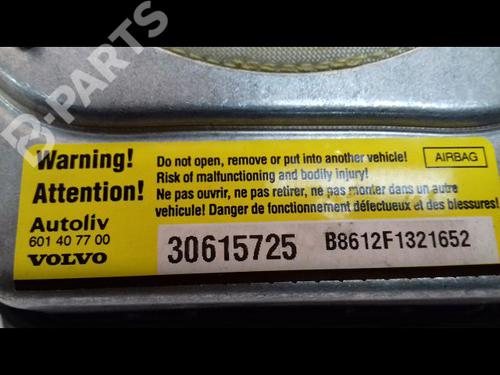 B-PARTS
Warning!
Attention!
Do not open, remove or put into another vehicle!
Risk of malfunctioning and bodily injury!
Ne pas ouvrir, ne pas retirer, ne pas monter dans un autre
vehicule! Danger de fonctionnement défectueux et des blessures!
AIRBAG
Autoliv
601 40 77 00
VOLVO
30615725
B8612F1321652